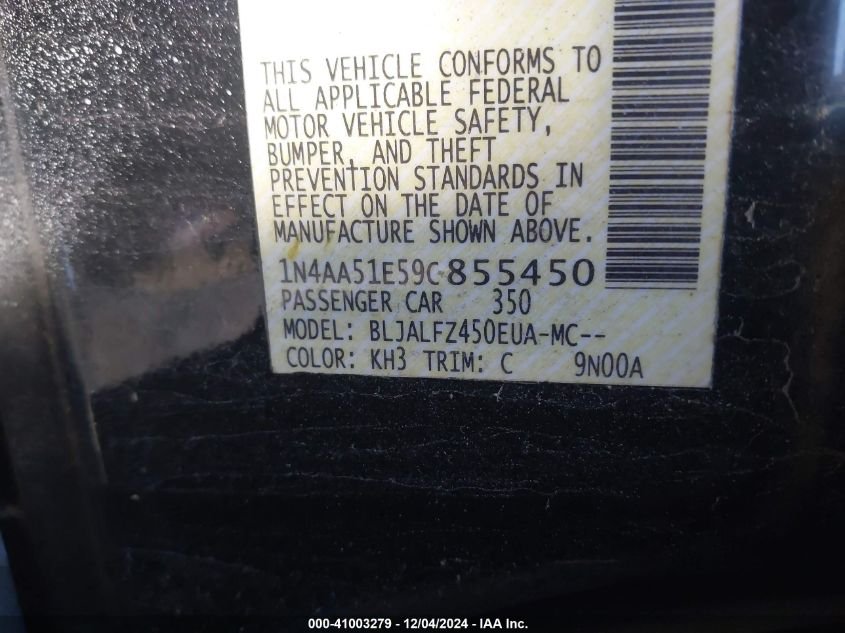 THIS VEHICLE CONFORMS TO
ALL APPLICABLE FEDERAL
MOTOR VEHICLE SAFETY,
BUMPER, AND THEFT
PREVENTION STANDARDS IN
EFFECT ON THE DATE OF
MANUFACTURE SHOWN ABOVE.
1N4AA51E59C 855450
PASSENGER CAR 350
MODEL: BLJALFZ450EUA-MC--
COLOR: KH3 TRIM: C 9N00A
000-41003279 - 12/04/2024 - IAA Inc.